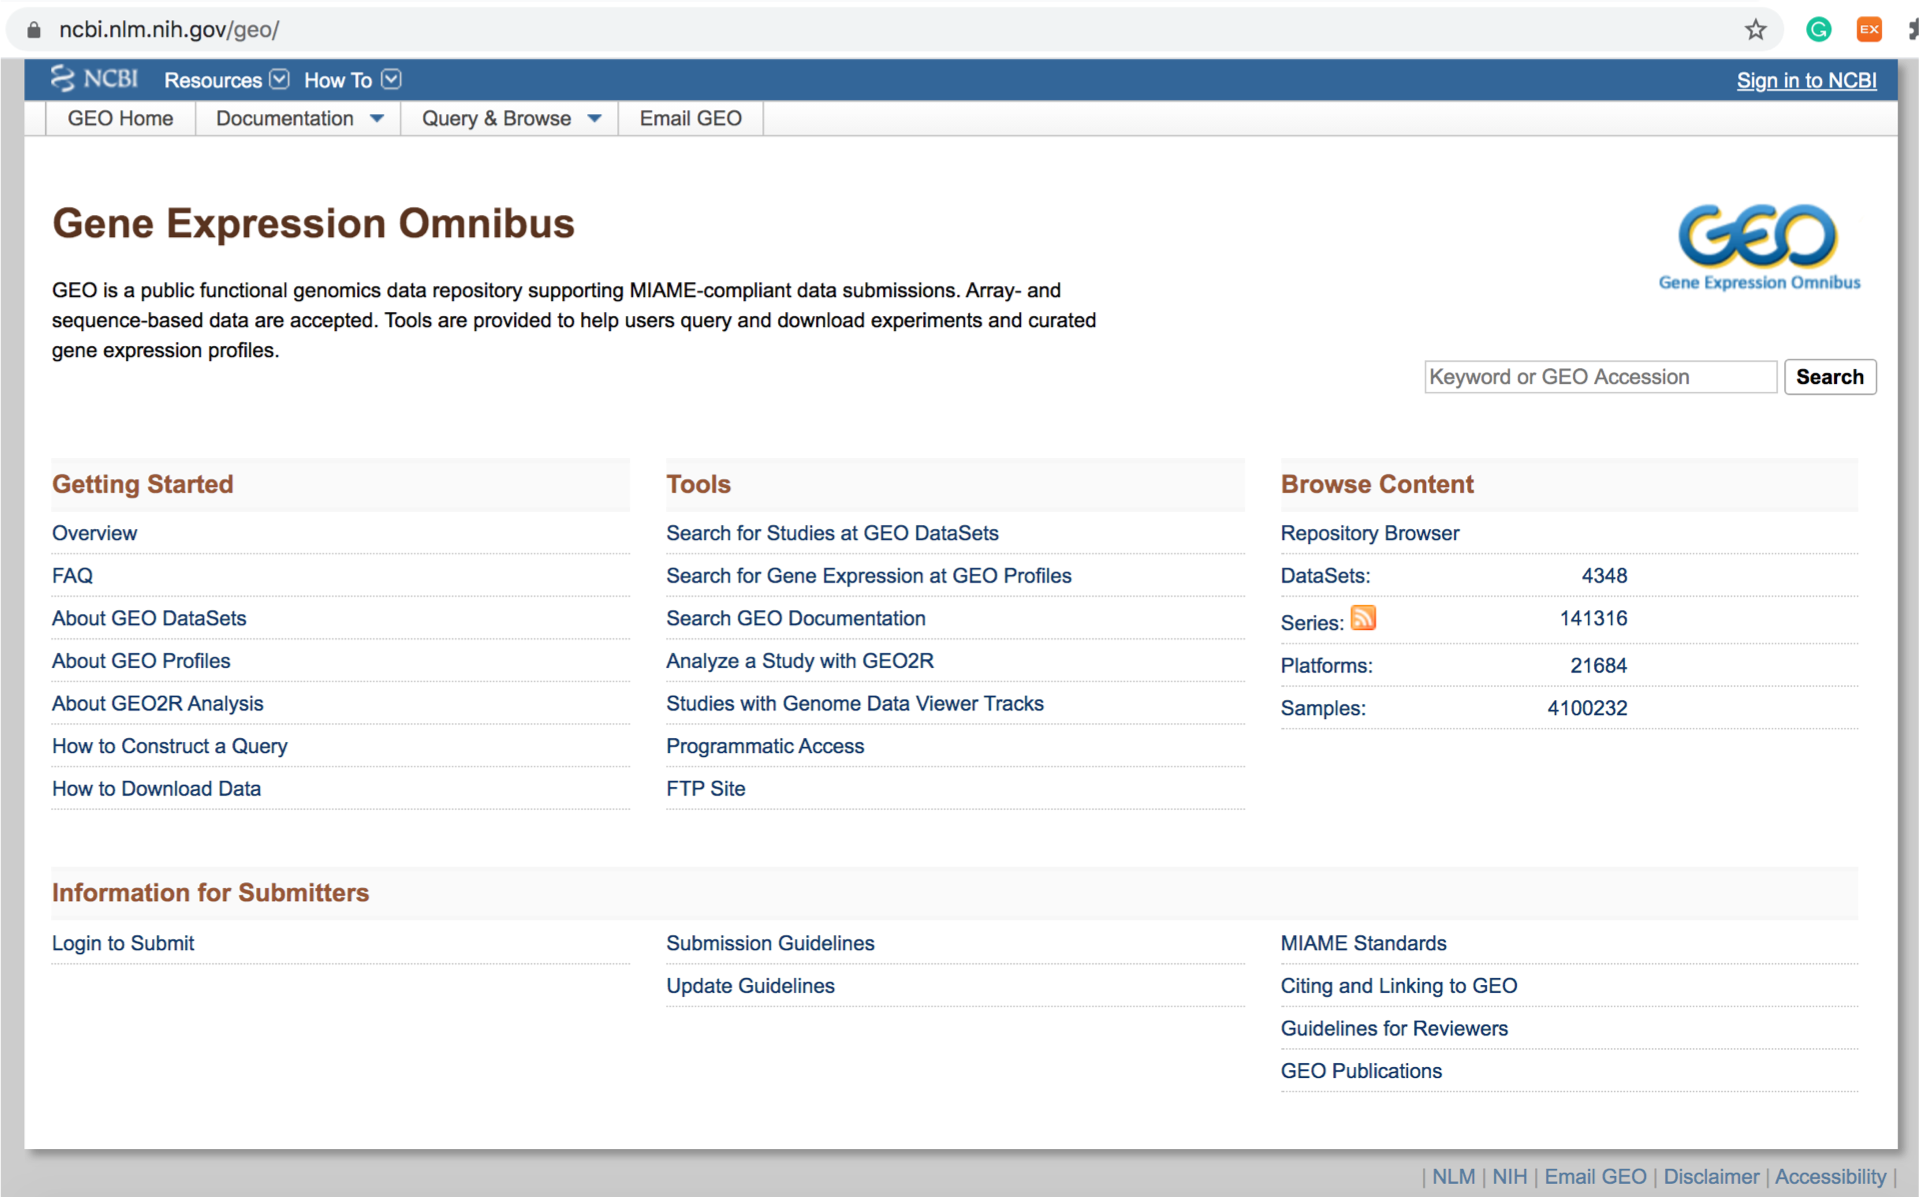 ncbi.nlm.nih.gov/geo/
EX
NCBI Resources How To Sign in to NCBI
GEO Home Documentation Query & Browse Email GEO
Gene Expression Omnibus
GEO
Gene Expression Omnibus
GEO is a public functional genomics data repository supporting MIAME-compliant data submissions. Array- and
sequence-based data are accepted. Tools are provided to help users query and download experiments and curated
gene expression profiles.
Keyword or GEO Accession Search
Getting Started
Overview
FAQ
About GEO DataSets
About GEO Profiles
About GEO2R Analysis
How to Construct a Query
How to Download Data
Tools
Search for Studies at GEO DataSets
Search for Gene Expression at GEO Profiles
Search GEO Documentation
Analyze a Study with GEO2R
Studies with Genome Data Viewer Tracks
Programmatic Access
FTP Site
Browse Content
Repository Browser
DataSets: 4348
Series: 141316
Platforms: 21684
Samples: 4100232
Information for Submitters
Login to Submit
Submission Guidelines
Update Guidelines
MIAME Standards
Citing and Linking to GEO
Guidelines for Reviewers
GEO Publications
| NLM | NIH | Email GEO | Disclaimer | Accessibility |